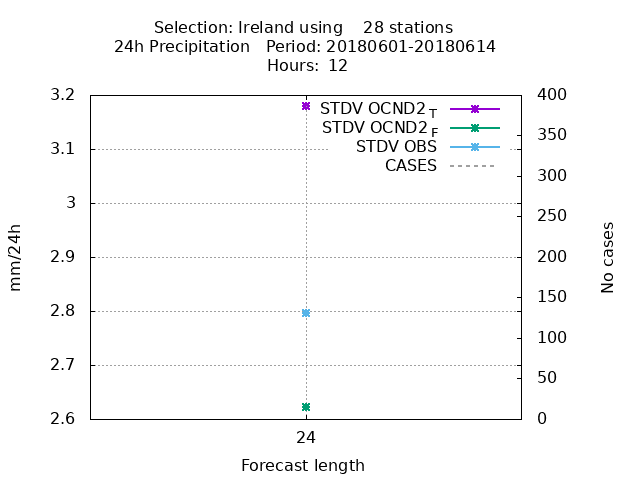 Selection: Ireland using    28 stations
24h Precipitation   Period: 20180601-20180614
Hours:  12
3.2
3.1
3
2.9
2.8
2.7
2.6
mm/24h
STDV OCND2 T
STDV OCND2 F
STDV OBS
CASES
400
350
300
250
200
150
100
50
0
No cases
24
Forecast length